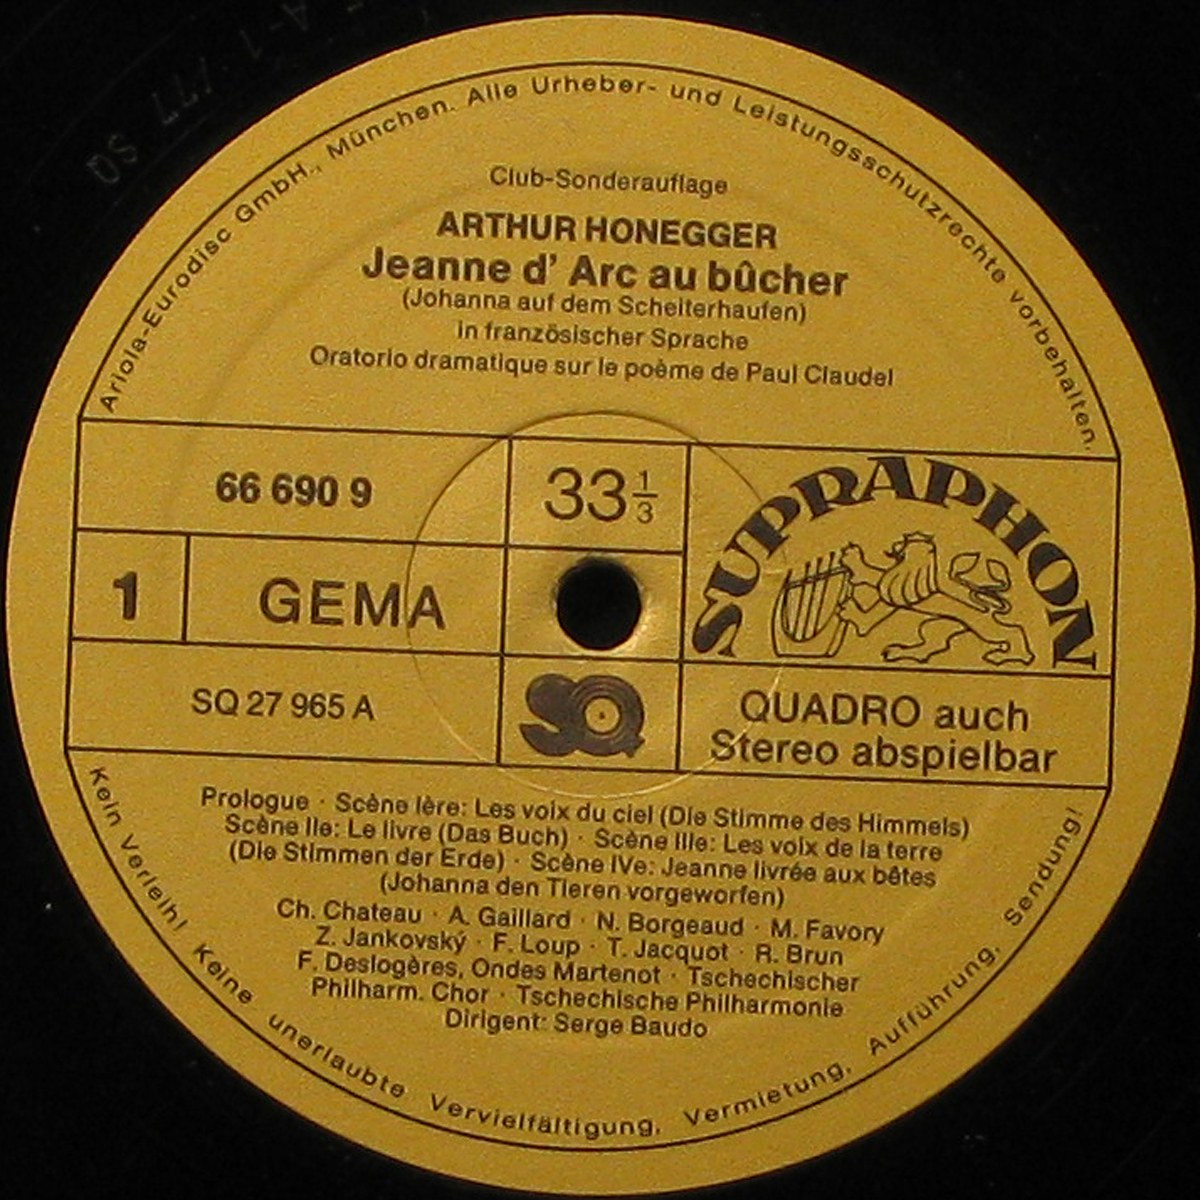 Ariola-Eurodisc GmbH., München. Alle Urheber- und Leistungsschutzrechte vorbehalten.
Club-Sonderauflage
ARTHUR HONEGGER
Jeanne d' Arc au bûcher
(Johanna auf dem Scheiterhaufen)
in französischer Sprache
Oratorio dramatique sur le poème de Paul Claudel
66 690 9
33 1/3
SUPRAPHON
1
GEMA
SQ 27 965 A
SQ
QUADRO auch
Stereo abspielbar
Prologue · Scène Ière: Les voix du ciel (Die Stimme des Himmels)
Scène IIe: Le livre (Das Buch) · Scène IIIe: Les voix de la terre
(Die Stimmen der Erde) · Scène IVe: Jeanne livrée aux bêtes
(Johanna den Tieren vorgeworfen)
Ch. Chateau · A. Gaillard · N. Borgeaud · M. Favory
Z. Jankovský · F. Loup · T. Jacquot · R. Brun
F. Deslogères, Ondes Martenot · Tschechischer
Philharm. Chor · Tschechische Philharmonie
Dirigent: Serge Baudo
Kein Verleih! Keine unerlaubte Vervielfältigung, Vermietung, Aufführung, Sendung!